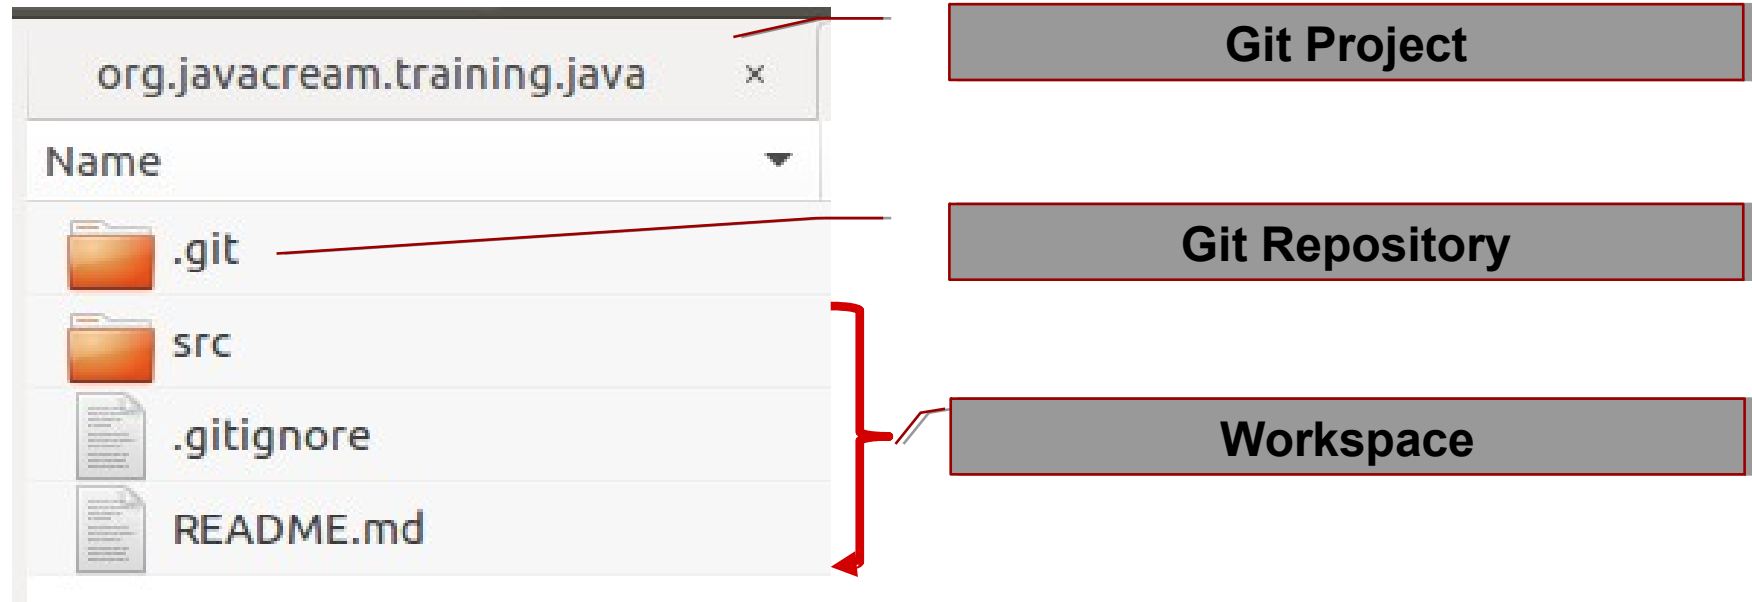 Git Project
org.javacream.training.java ×
Name
.git
Git Repository
src
.gitignore
Workspace
README.md